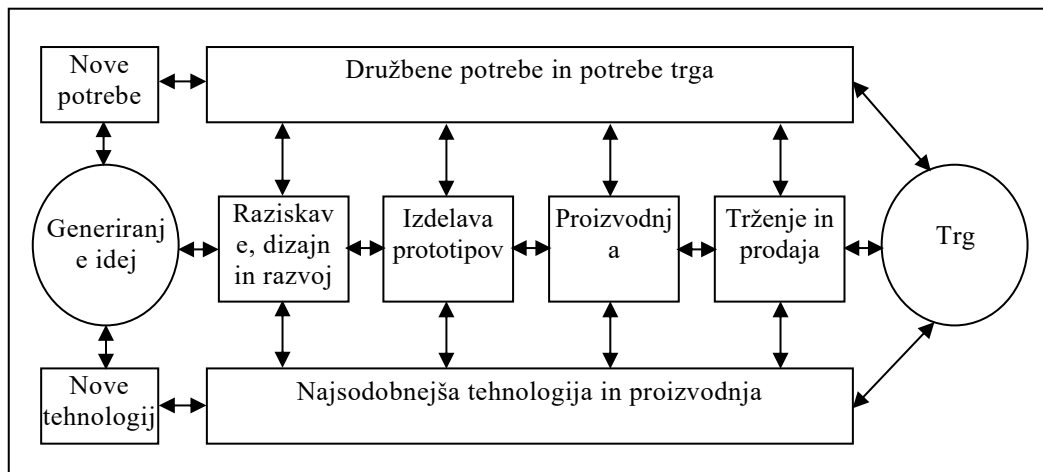 Nove
potrebe
Družbene potrebe in potrebe trga
Generiranj
e idej
Raziskav
e, dizajn
in razvoj
Izdelava
prototipov
Proizvodnj
a
Trženje in
prodaja
Trg
Nove
tehnologij
Najsodobnejša tehnologija in proizvodnja